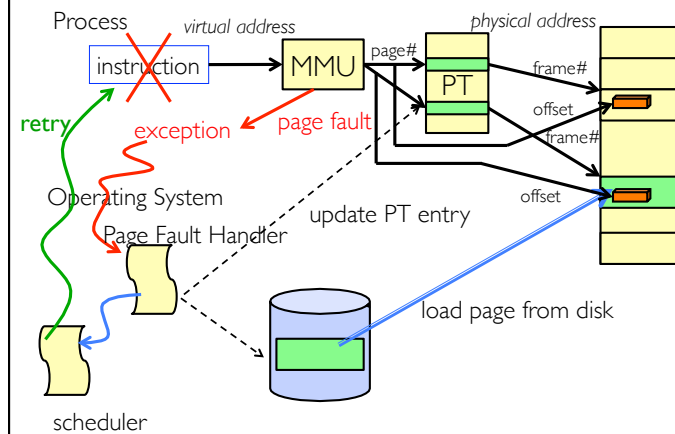 Process
virtual address
physical address
instruction
MMU
page#
PT
frame#
offset
retry
exception
page fault
frame#
Operating System
offset
update PT entry
Page Fault Handler
load page from disk
scheduler